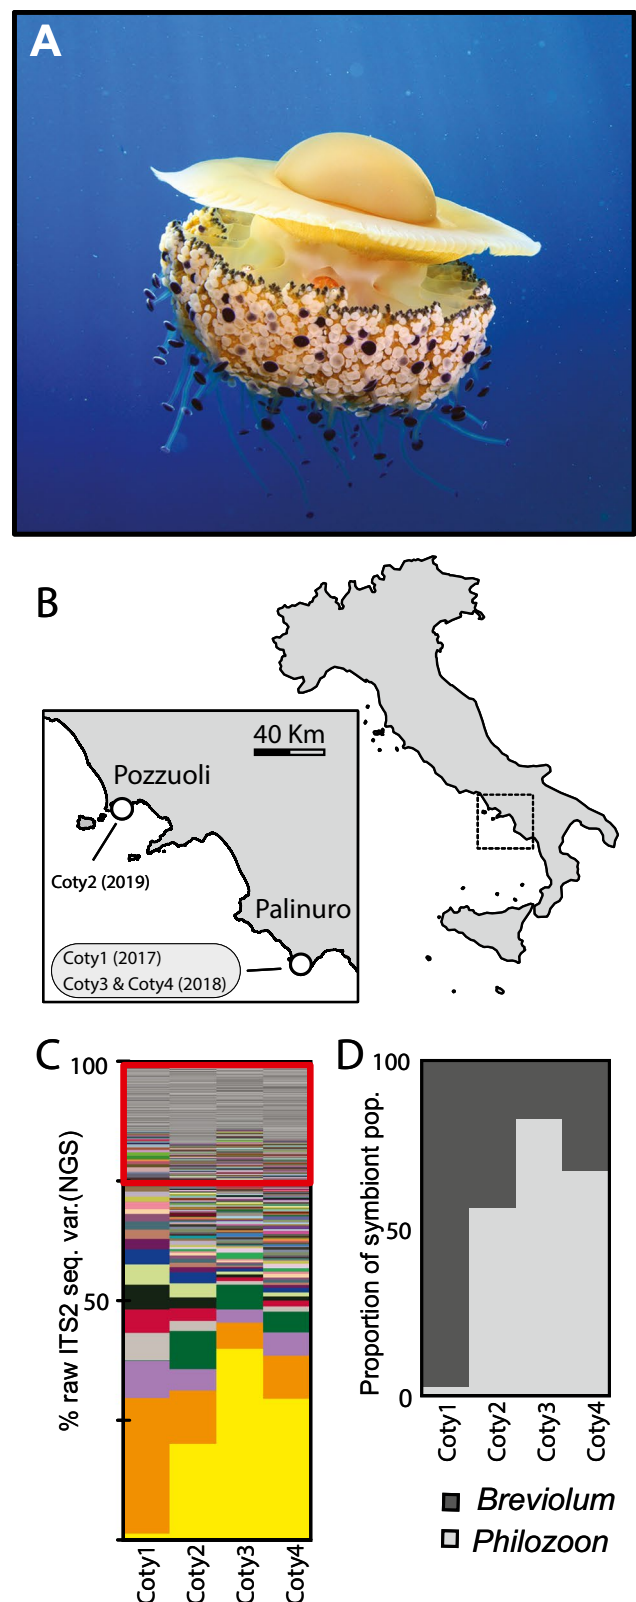 A
B
40 Km
Pozzuoli
Coty2 (2019)
Palinuro
Coty1 (2017)
Coty3 & Coty4 (2018)
C
100
50
% raw ITS2 seq. var.(NGS)
Coty1
Coty2
Coty3
Coty4
D
100
50
0
Proportion of symbiont pop.
Coty1
Coty2
Coty3
Coty4
Breviolum
Philozoon